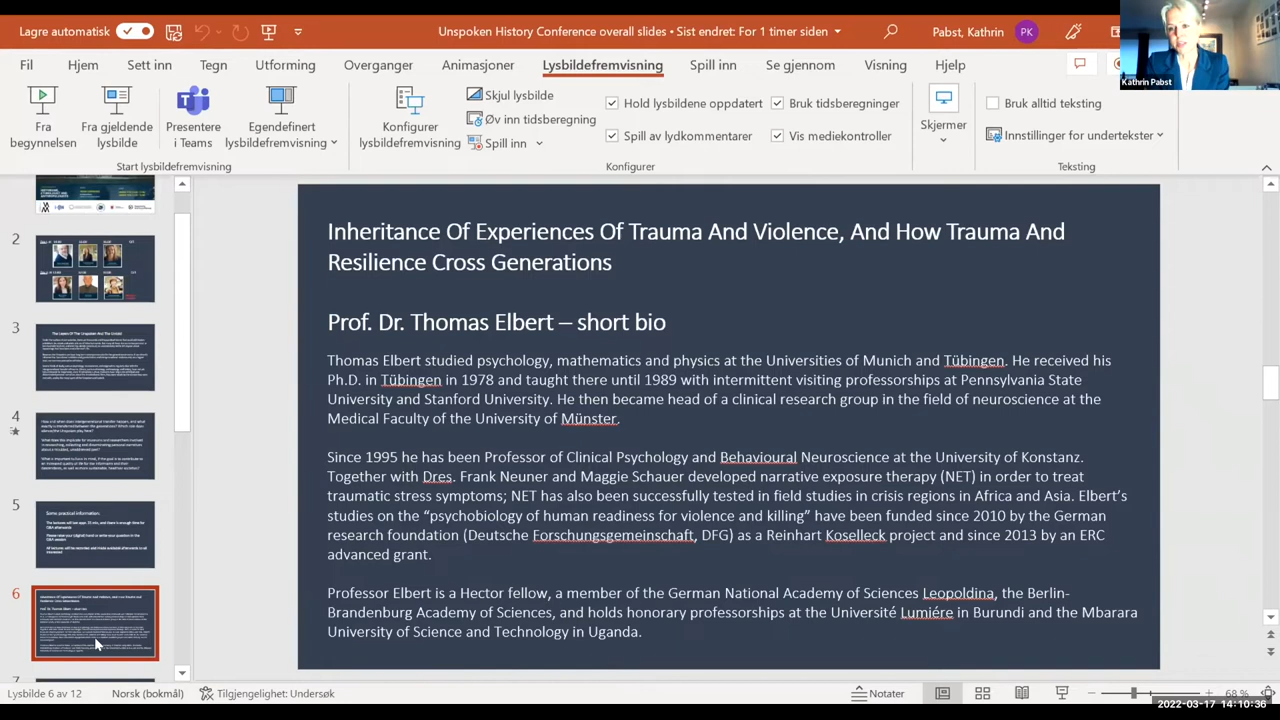 Lagre automatisk
Unspoken History Conference overall slides • Sist endret: For 1 timer siden
Pabst, Kathrin
PK
Kathrin Pabst
Fil
Hjem
Sett inn
Tegn
Utforming
Overganger
Animasjoner
Lysbildefremvisning
Spill inn
Se gjennom
Visning
Hjelp
Fra begynnelsen
Fra gjeldende lysbilde
Presentere i Teams
Egendefinert lysbildefremvisning
Start lysbildefremvisning
Konfigurer lysbildefremvisning
Skjul lysbilde
Øv inn tidsberegning
Spill inn
Hold lysbildene oppdatert
Spill av lydkommentarer
Bruk tidsberegninger
Vis mediekontroller
Konfigurer
Skjermer
Bruk alltid teksting
Innstillinger for undertekster
Teksting
2
3
The Layers Of The Unspoken And The Untold
4
5
Some practical information.
6
7
Inheritance Of Experiences Of Trauma And Violence, And How Trauma And
Resilience Cross Generations
Prof. Dr. Thomas Elbert – short bio
Thomas Elbert studied psychology, mathematics and physics at the Universities of Munich and Tübingen. He received his
Ph.D. in Tübingen in 1978 and taught there until 1989 with intermittent visiting professorships at Pennsylvania State
University and Stanford University. He then became head of a clinical research group in the field of neuroscience at the
Medical Faculty of the University of Münster.
Since 1995 he has been Professor of Clinical Psychology and Behavioural Neuroscience at the University of Konstanz.
Together with Dres. Frank Neuner and Maggie Schauer developed narrative exposure therapy (NET) in order to treat
traumatic stress symptoms; NET has also been successfully tested in field studies in crisis regions in Africa and Asia. Elbert’s
studies on the “psychobiology of human readiness for violence and killing” have been funded since 2010 by the German
research foundation (Deutsche Forschungsgemeinschaft, DFG) as a Reinhart Koselleck project and since 2013 by an ERC
advanced grant.
Professor Elbert is a Hector fellow, a member of the German National Academy of Sciences Leopoldina, the Berlin-
Brandenburg Academy of Sciences and holds honorary professorships at the Université Lumière in Burundi and the Mbarara
University of Science and Technology in Uganda.
Lysbilde 6 av 12
Norsk (bokmål)
Tilgjengelighet: Undersøk
Notater
68 %
2022-03-17 14:10:36